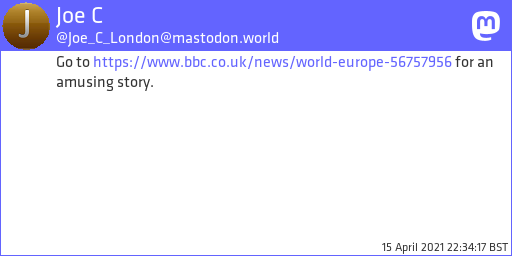 J
Joe C
@Joe_C_London@mastodon.world
Go to https://www.bbc.co.uk/news/world-europe-56757956 for an
amusing story.
15 April 2021 22:34:17 BST